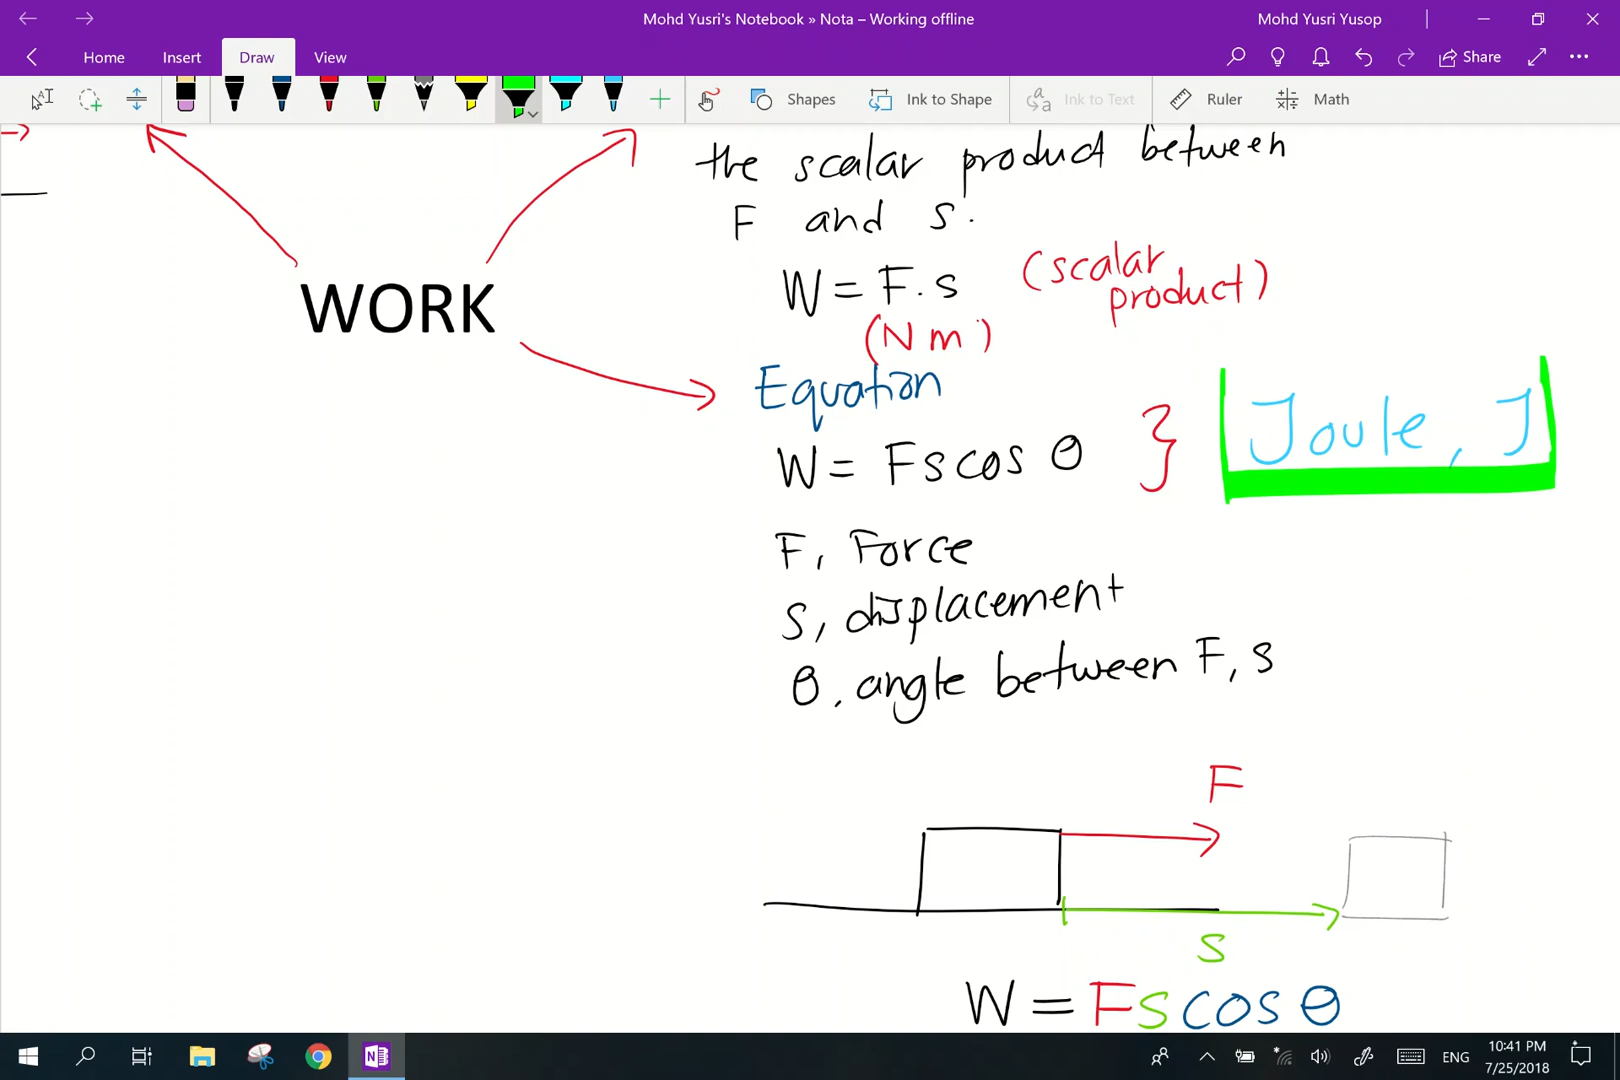 Mohd Yusri's Notebook » Nota – Working offline
Mohd Yusri Yusop
Home Insert Draw View
Share
Shapes
Ink to Shape
Ink to Text
Ruler
Math
the scalar product between
F and s.
W = F . s (scalar product)
(N m)
WORK
Equation
W = Fs cos θ } Joule, J
F, Force
s, displacement
θ, angle between F, s
F
s
W = Fs cos θ
ENG
10:41 PM
7/25/2018